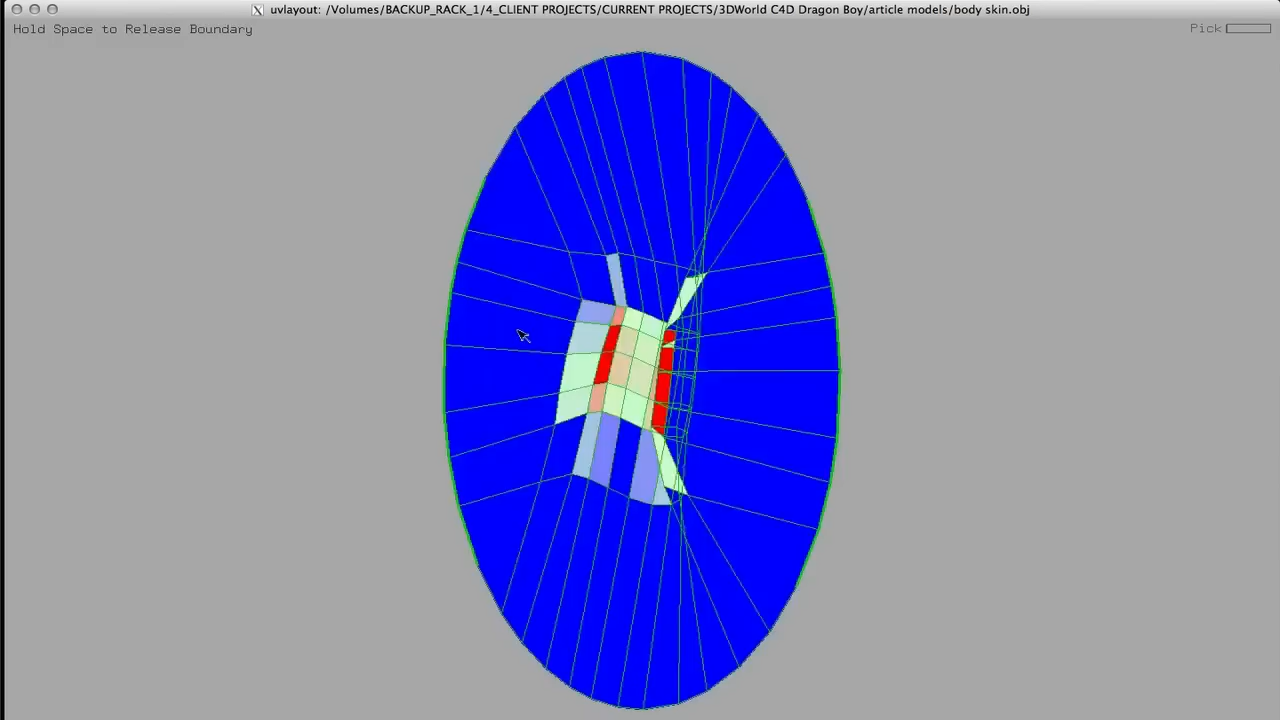 uvlayout: /Volumes/BACKUP_RACK_1/4_CLIENT PROJECTS/CURRENT PROJECTS/3DWorld C4D Dragon Boy/article models/body skin.obj
Hold Space to Release Boundary
Pick